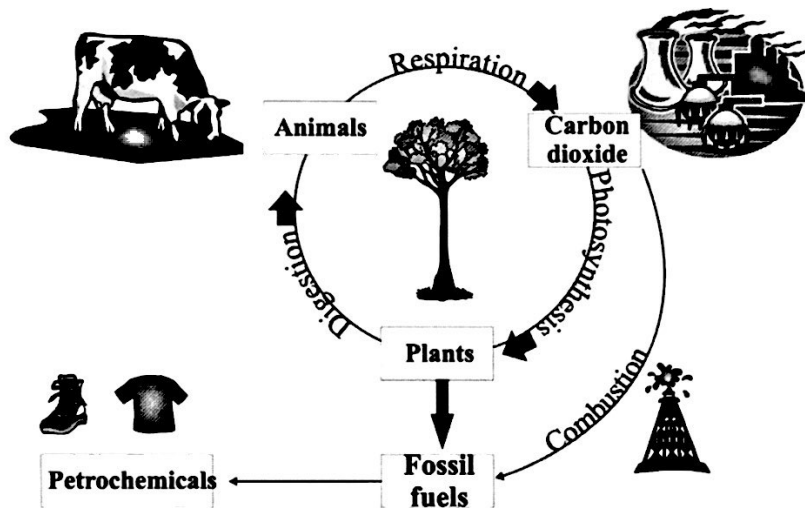 Respiration
Animals
Carbon
dioxide
Photosynthesis
Digestion
Plants
Combustion
Petrochemicals
Fossil
fuels